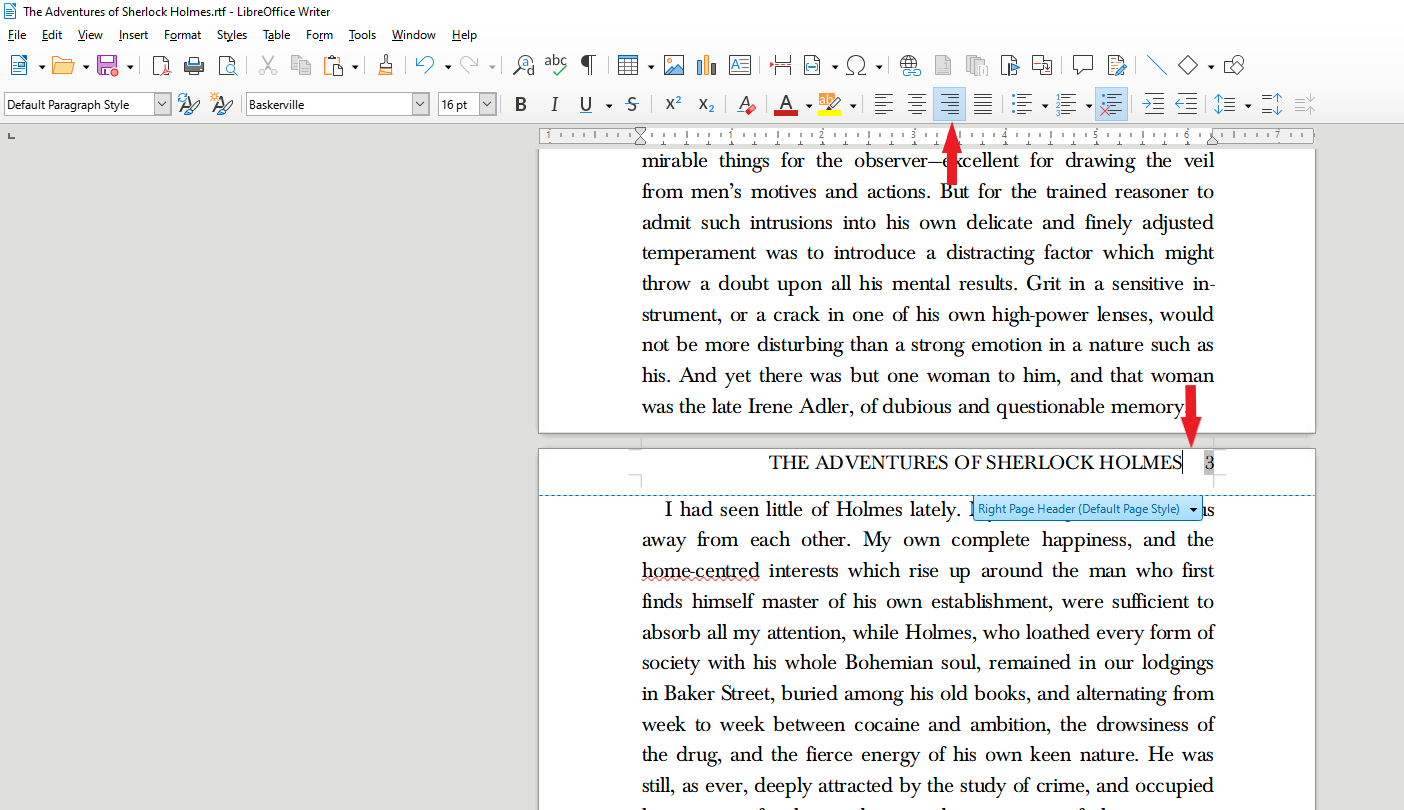 The Adventures of Sherlock Holmes.rtf - LibreOffice Writer
File Edit View Insert Format Styles Table Form Tools Window Help
Default Paragraph Style Baskerville 16 pt B I U S X² X₂ A
1 1 2 3 4 5 6 7
mirable things for the observer—excellent for drawing the veil
from men’s motives and actions. But for the trained reasoner to
admit such intrusions into his own delicate and finely adjusted
temperament was to introduce a distracting factor which might
throw a doubt upon all his mental results. Grit in a sensitive in-
strument, or a crack in one of his own high-power lenses, would
not be more disturbing than a strong emotion in a nature such as
his. And yet there was but one woman to him, and that woman
was the late Irene Adler, of dubious and questionable memory.
THE ADVENTURES OF SHERLOCK HOLMES 3
I had seen little of Holmes lately. us
Right Page Header (Default Page Style)
away from each other. My own complete happiness, and the
home-centred interests which rise up around the man who first
finds himself master of his own establishment, were sufficient to
absorb all my attention, while Holmes, who loathed every form of
society with his whole Bohemian soul, remained in our lodgings
in Baker Street, buried among his old books, and alternating from
week to week between cocaine and ambition, the drowsiness of
the drug, and the fierce energy of his own keen nature. He was
still, as ever, deeply attracted by the study of crime, and occupied